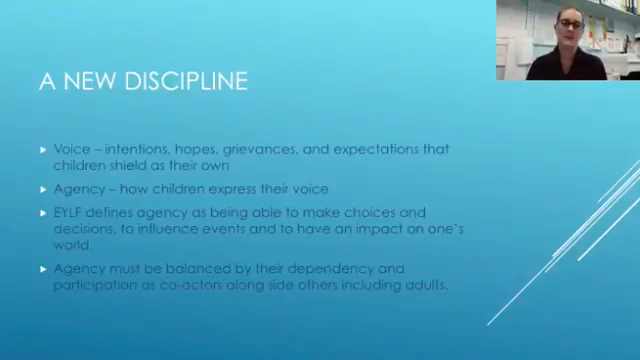 A NEW DISCIPLINE
Voice – intentions, hopes, grievances, and expectations that
children shield as their own
Agency – how children express their voice
EYLF defines agency as being able to make choices and
decisions, to influence events and to have an impact on one's
world.
Agency must be balanced by their dependency and
participation as co-actors along side others including adults.